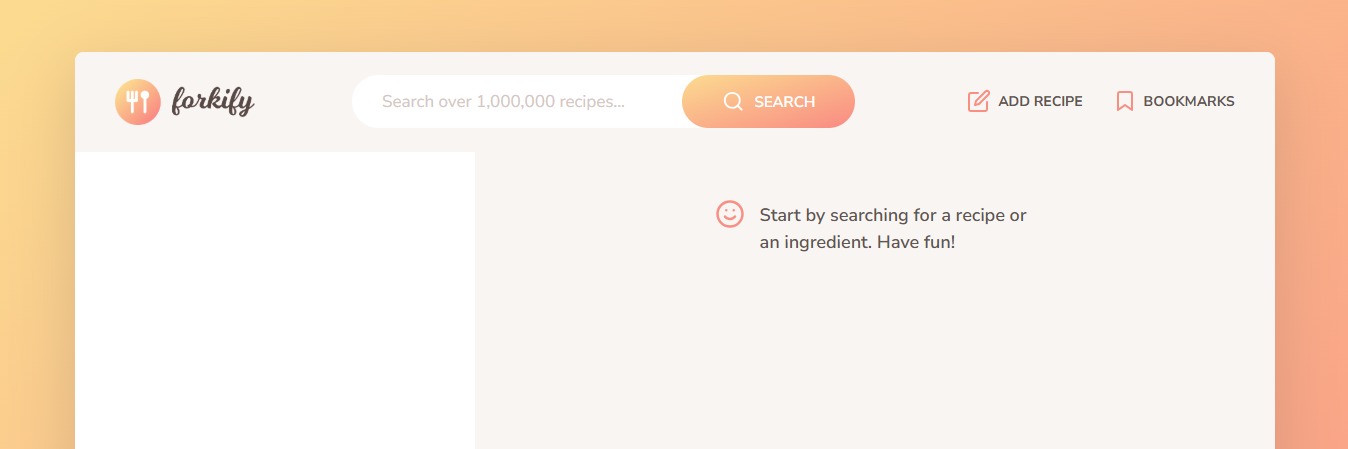 forkify
Search over 1,000,000 recipes...
SEARCH
ADD RECIPE
BOOKMARKS
Start by searching for a recipe or
an ingredient. Have fun!